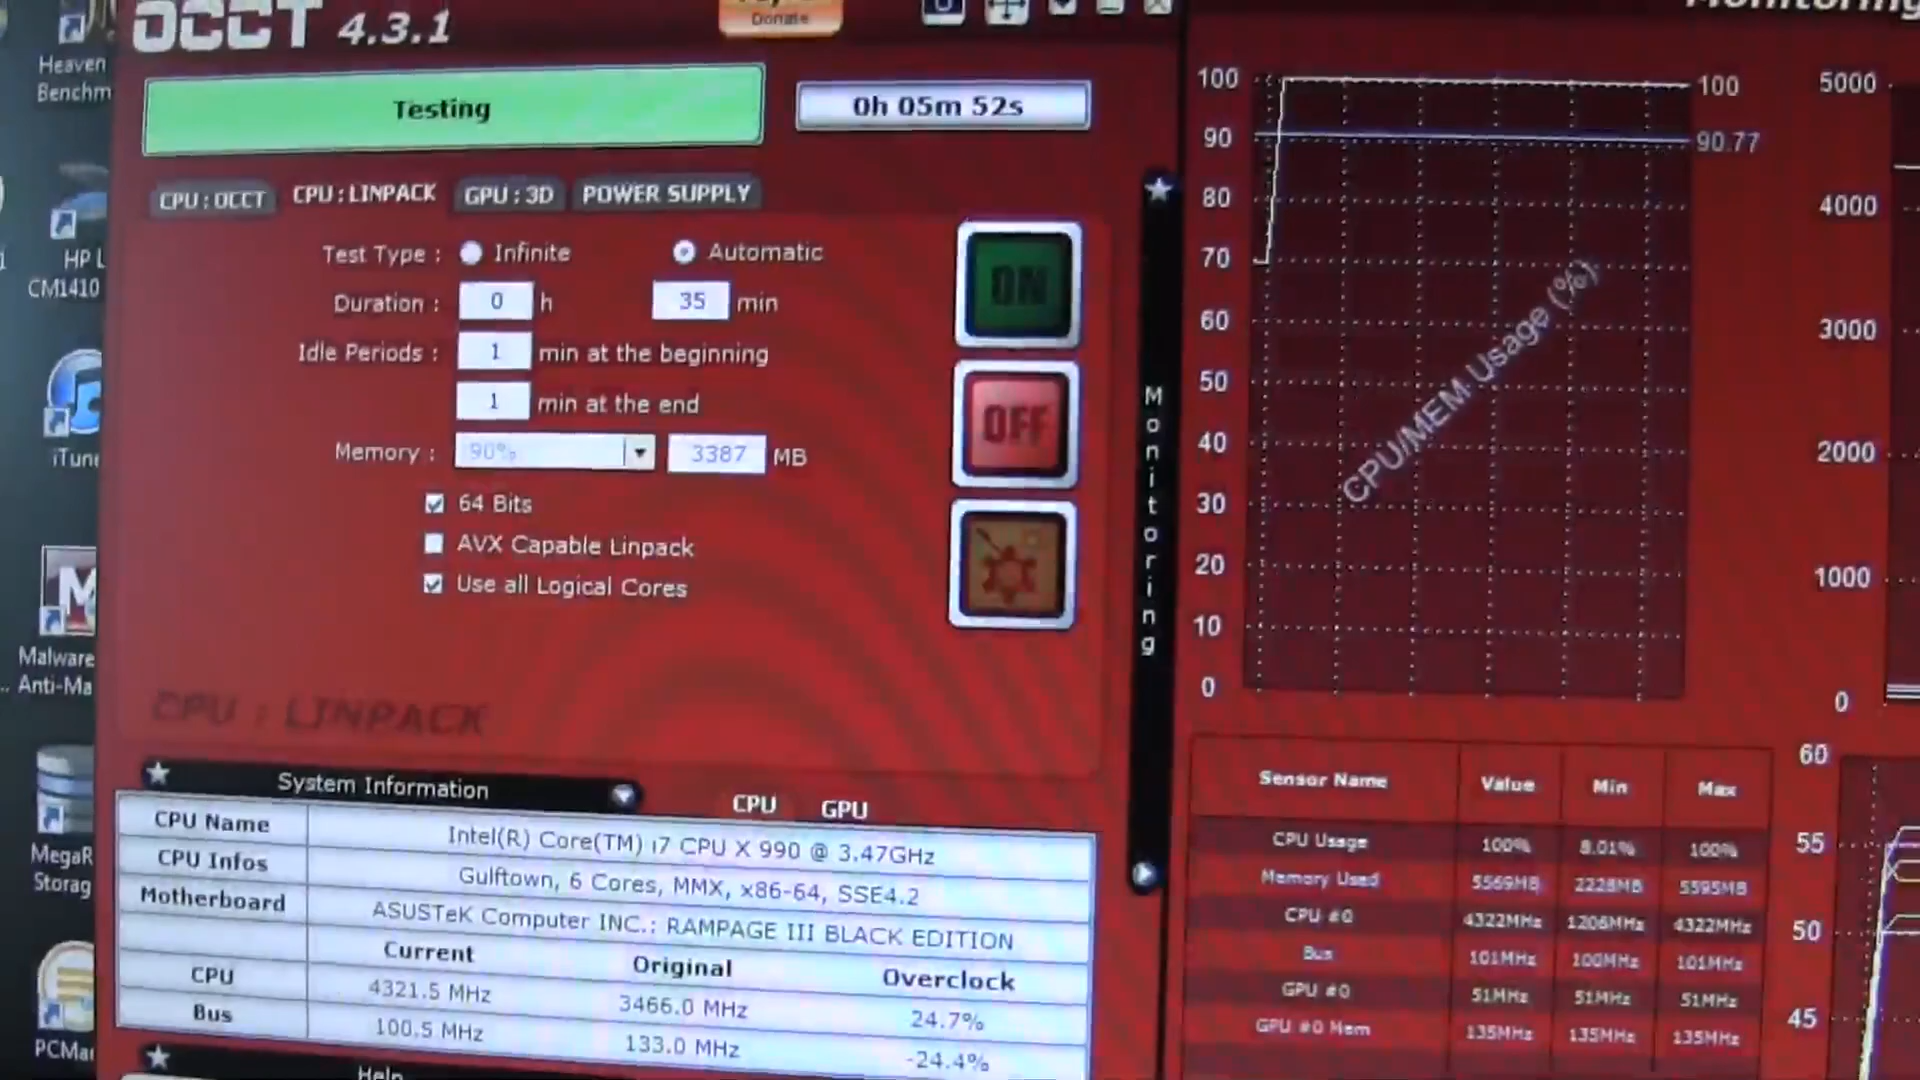 OCCT 4.3.1
Donate
Heaven
Benchm
Testing
0h 05m 52s
CPU : OCCT CPU : LINPACK GPU : 3D POWER SUPPLY
HP L
CM1410
Test Type : Infinite Automatic
Duration : 0 h 35 min
Idle Periods : 1 min at the beginning
1 min at the end
iTune
Memory : 90% 3387 MB
64 Bits
AVX Capable Linpack
Use all Logical Cores
ON
OFF
Malware
.. Anti-Ma
CPU : LINPACK
Monitoring
MegaR
Storag
PCMa
System Information
CPU GPU
CPU Name Intel(R) Core(TM) i7 CPU X 990 @ 3.47GHz
CPU Infos Gulftown, 6 Cores, MMX, x86-64, SSE4.2
Motherboard ASUSTeK Computer INC.: RAMPAGE III BLACK EDITION
Current Original Overclock
CPU 4321.5 MHz 3466.0 MHz 24.7%
Bus 100.5 MHz 133.0 MHz -24.4%
Help
100
90
80
70
60
50
40
30
20
10
0
100
90.77
CPU/MEM Usage (%)
5000
4000
3000
2000
1000
0
Sensor Name Value Min Max
CPU Usage 100% 8.01% 100%
Memory Used 5569MB 2228MB 5595MB
CPU #0 4322MHz 1206MHz 4322MHz
Bus 101MHz 100MHz 101MHz
GPU #0 51MHz 51MHz 51MHz
GPU #0 Mem 135MHz 135MHz 135MHz
60
55
50
45